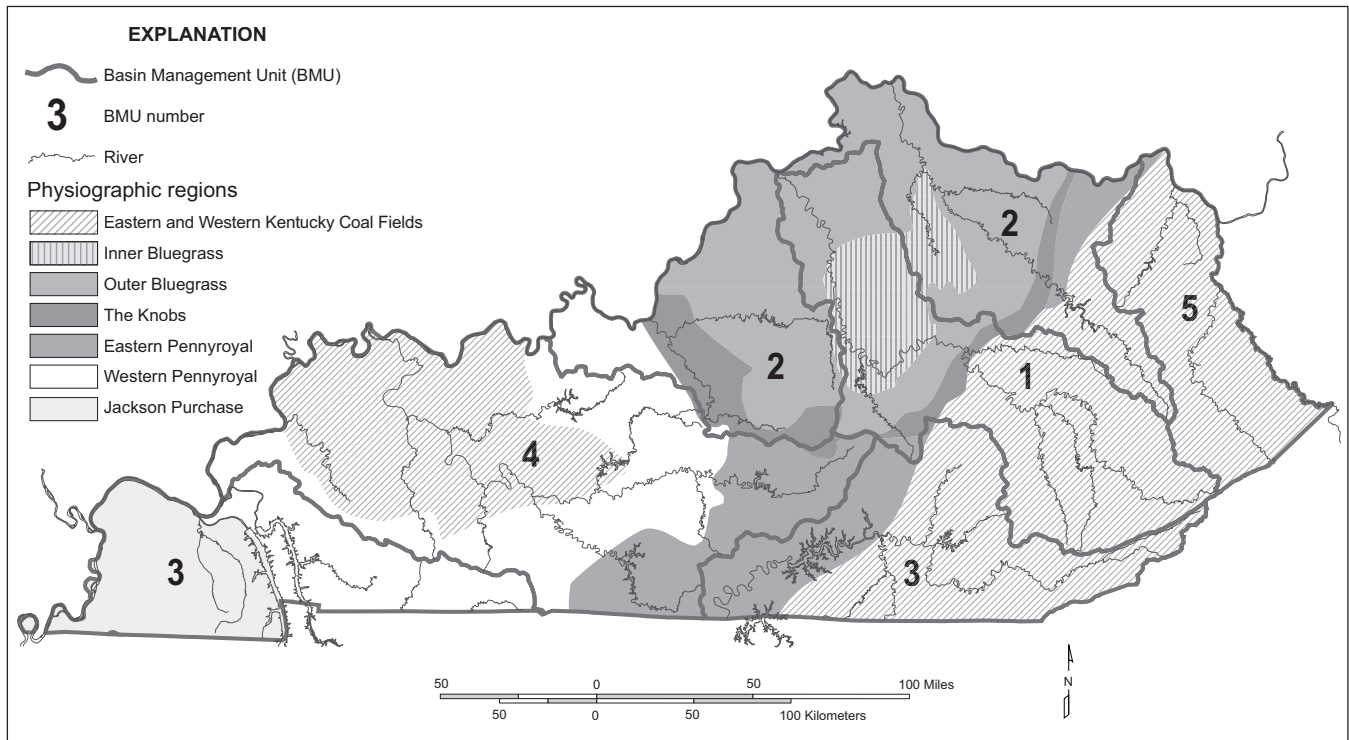 EXPLANATION
Basin Management Unit (BMU)
3 BMU number
River
Physiographic regions
Eastern and Western Kentucky Coal Fields
Inner Bluegrass
Outer Bluegrass
The Knobs
Eastern Pennyroyal
Western Pennyroyal
Jackson Purchase
2
5
2
1
4
3
3
N
50 0 50 100 Miles
50 0 50 100 Kilometers